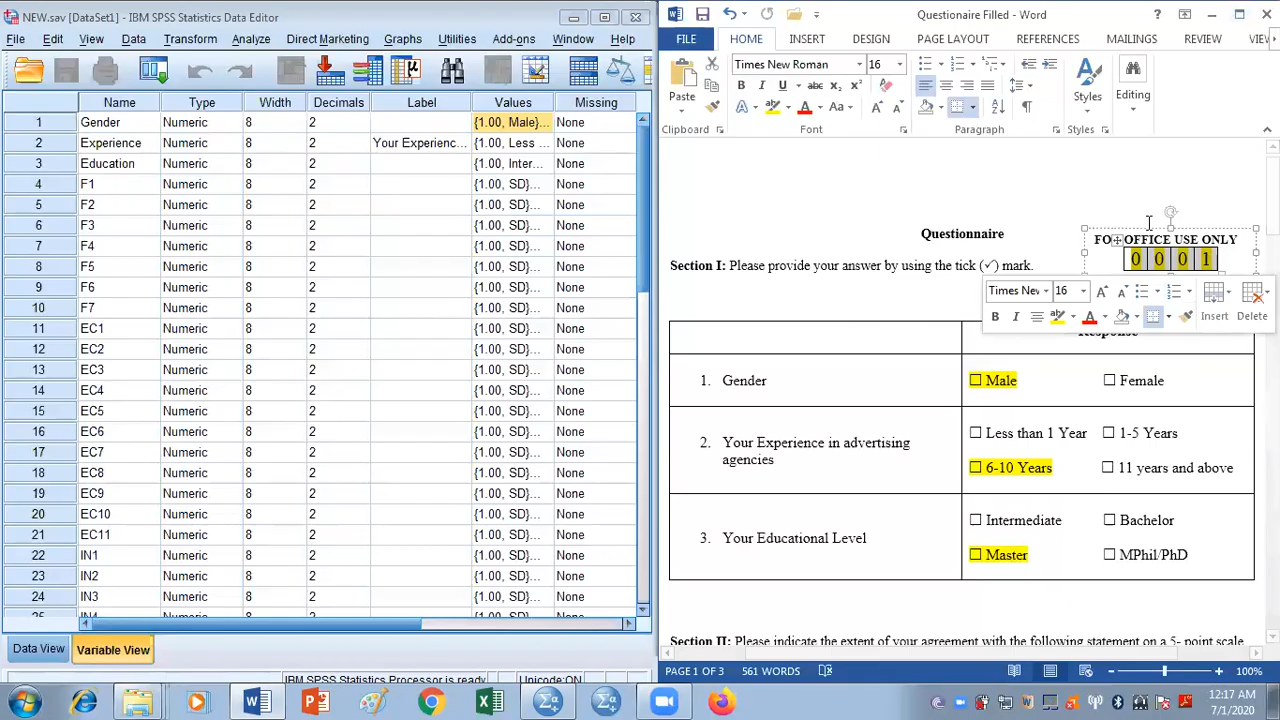 NEW.sav [DataSet1] - IBM SPSS Statistics Data Editor
File Edit View Data Transform Analyze Direct Marketing Graphs Utilities Add-ons Window Help
Name Type Width Decimals Label Values Missing
1 Gender Numeric 8 2 {1.00, Male}... None
2 Experience Numeric 8 2 Your Experienc... {1.00, Less ... None
3 Education Numeric 8 2 {1.00, Inter... None
4 F1 Numeric 8 2 {1.00, SD}... None
5 F2 Numeric 8 2 {1.00, SD}... None
6 F3 Numeric 8 2 {1.00, SD}... None
7 F4 Numeric 8 2 {1.00, SD}... None
8 F5 Numeric 8 2 {1.00, SD}... None
9 F6 Numeric 8 2 {1.00, SD}... None
10 F7 Numeric 8 2 {1.00, SD}... None
11 EC1 Numeric 8 2 {1.00, SD}... None
12 EC2 Numeric 8 2 {1.00, SD}... None
13 EC3 Numeric 8 2 {1.00, SD}... None
14 EC4 Numeric 8 2 {1.00, SD}... None
15 EC5 Numeric 8 2 {1.00, SD}... None
16 EC6 Numeric 8 2 {1.00, SD}... None
17 EC7 Numeric 8 2 {1.00, SD}... None
18 EC8 Numeric 8 2 {1.00, SD}... None
19 EC9 Numeric 8 2 {1.00, SD}... None
20 EC10 Numeric 8 2 {1.00, SD}... None
21 EC11 Numeric 8 2 {1.00, SD}... None
22 IN1 Numeric 8 2 {1.00, SD}... None
23 IN2 Numeric 8 2 {1.00, SD}... None
24 IN3 Numeric 8 2 {1.00, SD}... None
25 IN4 Numeric 8 2 {1.00, SD}... None
Data View Variable View
IBM SPSS Statistics Processor is ready Unicode:ON
Questionaire Filled - Word
FILE HOME INSERT DESIGN PAGE LAYOUT REFERENCES MAILINGS REVIEW
Paste Times New Roman 16 Styles Editing
Clipboard Font Paragraph Styles
Questionnaire
FO OFFICE USE ONLY
0 0 0 1
Section I: Please provide your answer by using the tick (✓) mark.
Times Nev 16
Insert Delete
Response
1. Gender ☐ Male ☐ Female
2. Your Experience in advertising agencies ☐ Less than 1 Year ☐ 1-5 Years
☐ 6-10 Years ☐ 11 years and above
3. Your Educational Level ☐ Intermediate ☐ Bachelor
☐ Master ☐ MPhil/PhD
Section II: Please indicate the extent of your agreement with the following statement on a 5- point scale
PAGE 1 OF 3 561 WORDS 100%
12:17 AM
7/1/2020